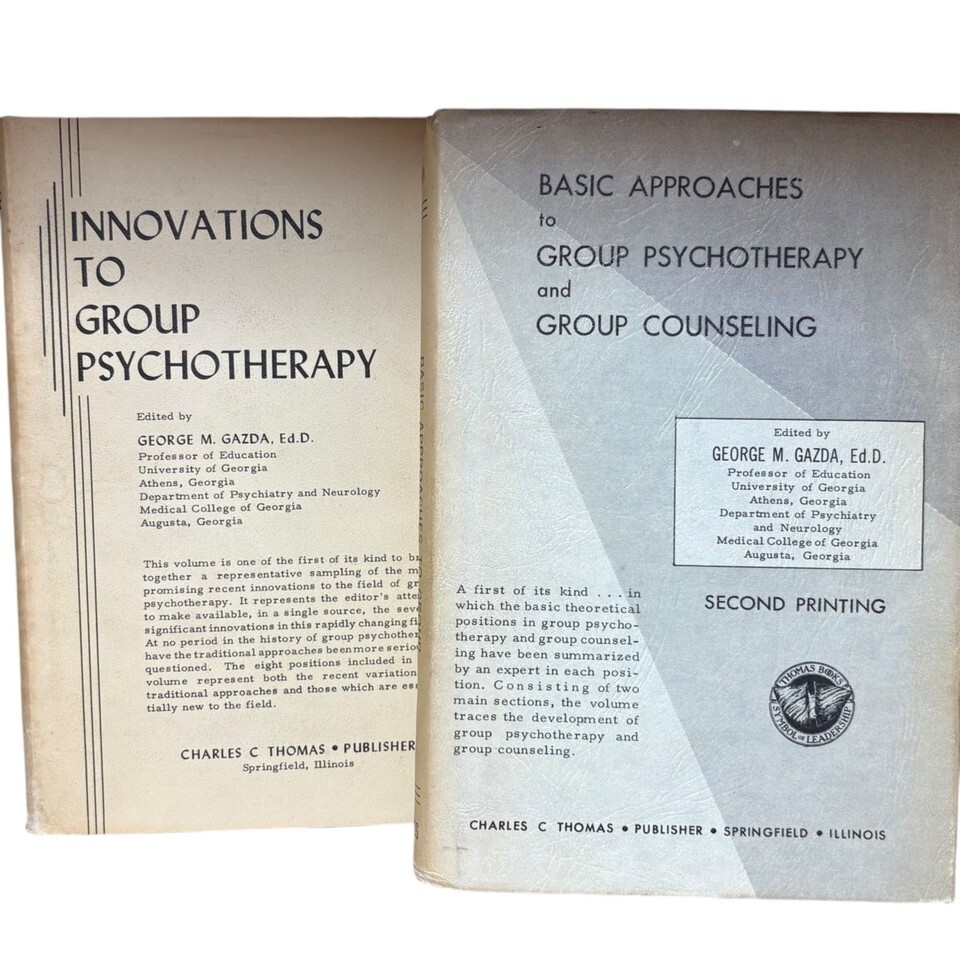 INNOVATIONS
TO
GROUP
PSYCHOTHERAPY
Edited by
GEORGE M. GAZDA, Ed.D.
Professor of Education
University of Georgia
Athens, Georgia
Department of Psychiatry and Neurology
Medical College of Georgia
Augusta, Georgia
This volume is one of the first of its kind to
together a representative sampling of the
promising recent innovations to the field of
psychotherapy. It represents the editor's
to make available, in a single source, the
significant innovations in this rapidly changing
At no period in the history of group
have the traditional approaches been more
questioned. The eight positions included in
volume represent both the recent
traditional approaches and those which are
tially new to the field.
CHARLES C THOMAS • PUBLISHER
Springfield, Illinois
BASIC APPROACHES
to
GROUP PSYCHOTHERAPY
and
GROUP COUNSELING
Edited by
GEORGE M. GAZDA, Ed.D.
Professor of Education
University of Georgia
Athens, Georgia
Department of Psychiatry
and Neurology
Medical College of Georgia
Augusta, Georgia
A first of its kind . . . in
which the basic theoretical
positions in group psycho-
therapy and group counsel-
ing have been summarized
by an expert in each posi-
tion. Consisting of two
main sections, the volume
traces the development of
group psychotherapy and
group counseling.
SECOND PRINTING
THOMAS BOOKS
SYMBOL OF LEADERSHIP
CHARLES C THOMAS • PUBLISHER • SPRINGFIELD • ILLINOIS
BASIC APPROACHES